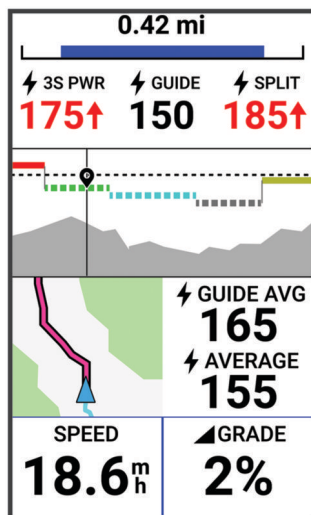 0.42 mi
3S PWR GUIDE SPLIT
175↑ 150 185↑
GUIDE AVG
165
AVERAGE
155
SPEED GRADE
18.6 m/h 2%